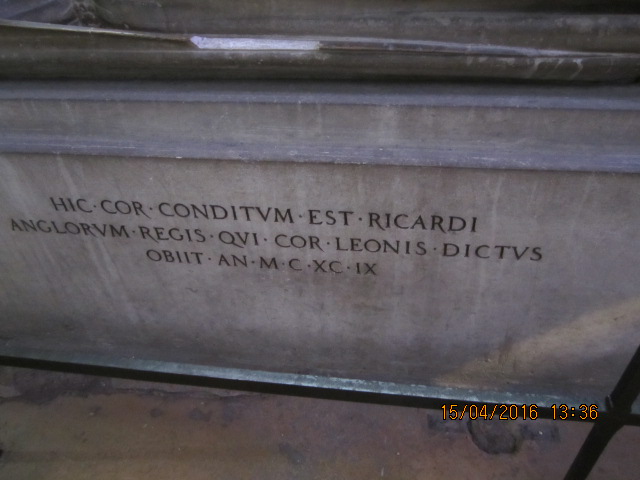 HIC·COR·CONDITVM·EST·RICARDI
ANGLORVM·REGIS·QVI·COR·LEONIS·DICTVS
OBIIT·AN·M·C·XC·IX
15/04/2016 13:36